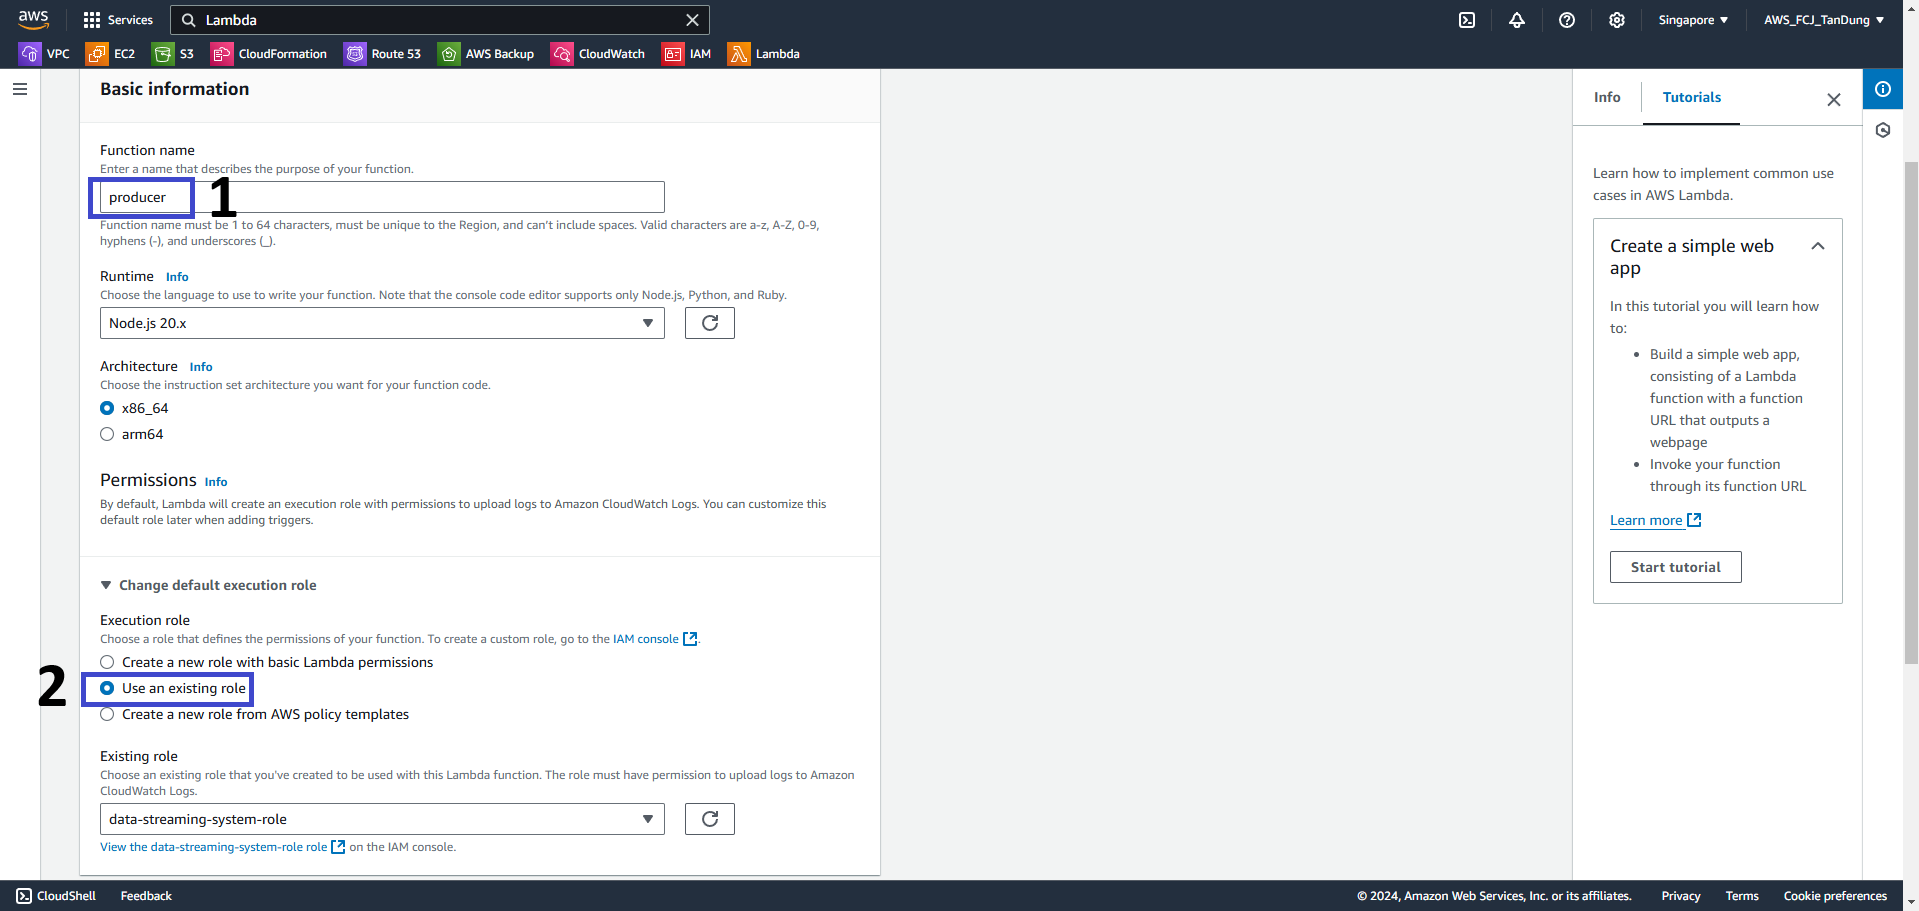 aws
Services
Lambda
Singapore
AWS_FCJ_TanDung
VPC
EC2
S3
CloudFormation
Route 53
AWS Backup
CloudWatch
IAM
Lambda
Basic information
Function name
Enter a name that describes the purpose of your function.
producer
1
Function name must be 1 to 64 characters, must be unique to the Region, and can't include spaces. Valid characters are a-z, A-Z, 0-9,
hyphens (-), and underscores (_).
Runtime Info
Choose the language to use to write your function. Note that the console code editor supports only Node.js, Python, and Ruby.
Node.js 20.x
Architecture Info
Choose the instruction set architecture you want for your function code.
x86_64
arm64
Permissions Info
By default, Lambda will create an execution role with permissions to upload logs to Amazon CloudWatch Logs. You can customize this
default role later when adding triggers.
Change default execution role
Execution role
Choose a role that defines the permissions of your function. To create a custom role, go to the IAM console.
Create a new role with basic Lambda permissions
2
Use an existing role
Create a new role from AWS policy templates
Existing role
Choose an existing role that you've created to be used with this Lambda function. The role must have permission to upload logs to Amazon
CloudWatch Logs.
data-streaming-system-role
View the data-streaming-system-role role on the IAM console.
Info
Tutorials
Learn how to implement common use
cases in AWS Lambda.
Create a simple web
app
In this tutorial you will learn how
to:
• Build a simple web app,
consisting of a Lambda
function with a function
URL that outputs a
webpage
• Invoke your function
through its function URL
Learn more
Start tutorial
CloudShell
Feedback
© 2024, Amazon Web Services, Inc. or its affiliates.
Privacy
Terms
Cookie preferences